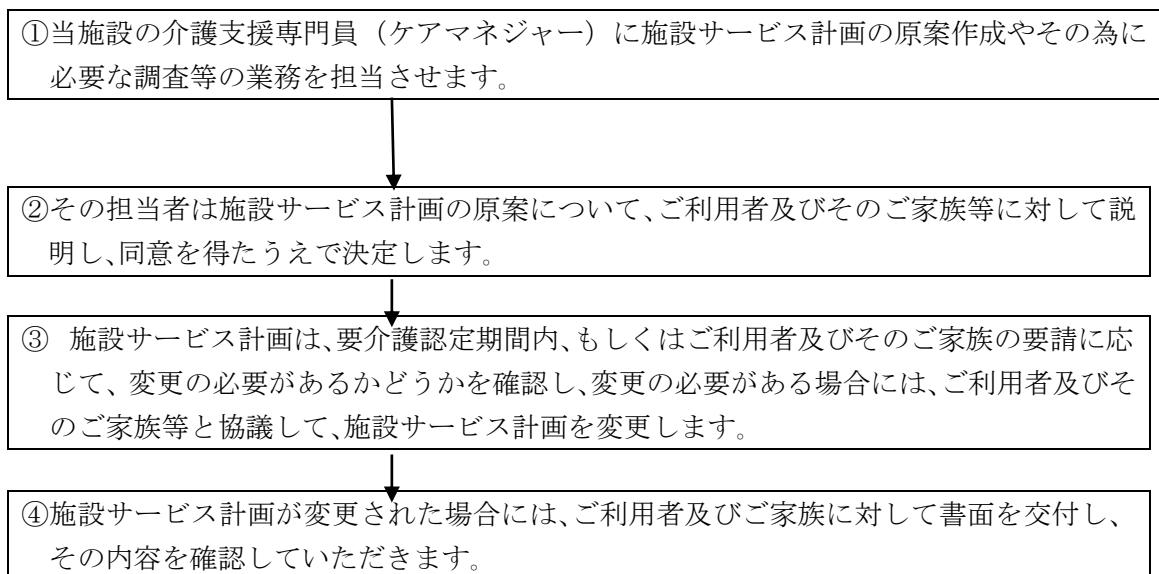 ①当施設の介護支援専門員（ケアマネジャー）に施設サービス計画の原案作成やその為に
必要な調査等の業務を担当させます。
②その担当者は施設サービス計画の原案について、ご利用者及びそのご家族等に対して説
明し、同意を得たうえで決定します。
③ 施設サービス計画は、要介護認定期間内、もしくはご利用者及びそのご家族の要請に応
じて、変更の必要があるかどうかを確認し、変更の必要がある場合には、ご利用者及びそ
のご家族等と協議して、施設サービス計画を変更します。
④施設サービス計画が変更された場合には、ご利用者及びご家族に対して書面を交付し、
その内容を確認していただきます。